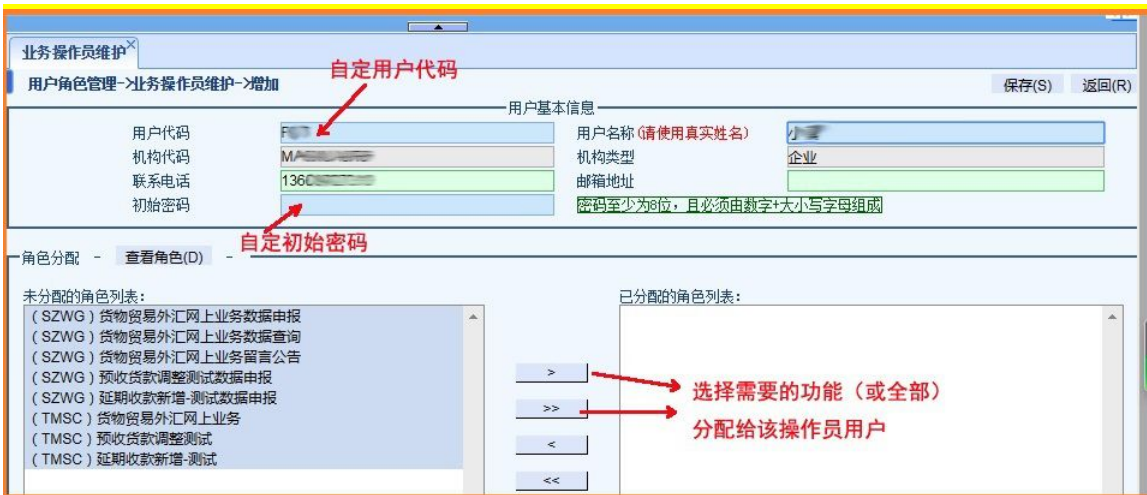 业务操作员维护
自定用户代码
用户角色管理->业务操作员维护->增加
保存(S) 返回(R)
用户基本信息
用户代码 用户名称(请使用真实姓名) 小
机构代码 MA 机构类型 企业
联系电话 136 邮箱地址
初始密码 密码至少为8位，且必须由数字+大小写字母组成
自定初始密码
角色分配 - 查看角色(D) -
未分配的角色列表: 已分配的角色列表:
(SZWG)货物贸易外汇网上业务数据申报
(SZWG)货物贸易外汇网上业务数据查询
(SZWG)货物贸易外汇网上业务留言公告
(SZWG)预收货款调整测试数据申报
(SZWG)延期收款新增-测试数据申报
(TMSC)货物贸易外汇网上业务
(TMSC)预收货款调整测试
(TMSC)延期收款新增-测试
>
>>
<
<<
选择需要的功能（或全部）
分配给该操作员用户